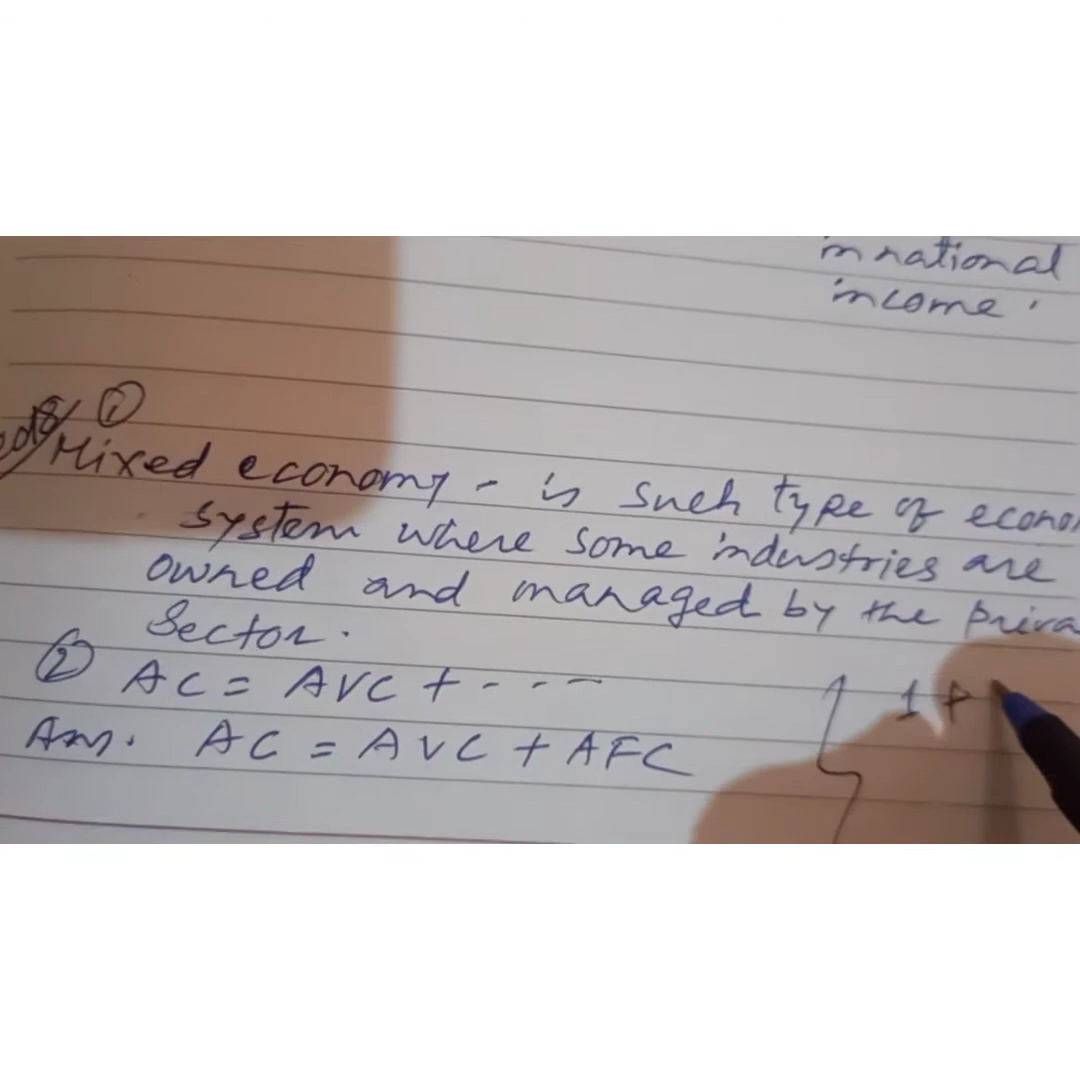 in national
income.
2018/ ①
Mixed economy - is such type of econo
system where some industries are
owned and managed by the priva
Sector.
② AC = AVC + - - -
Ans. AC = AVC + AFC
1 P